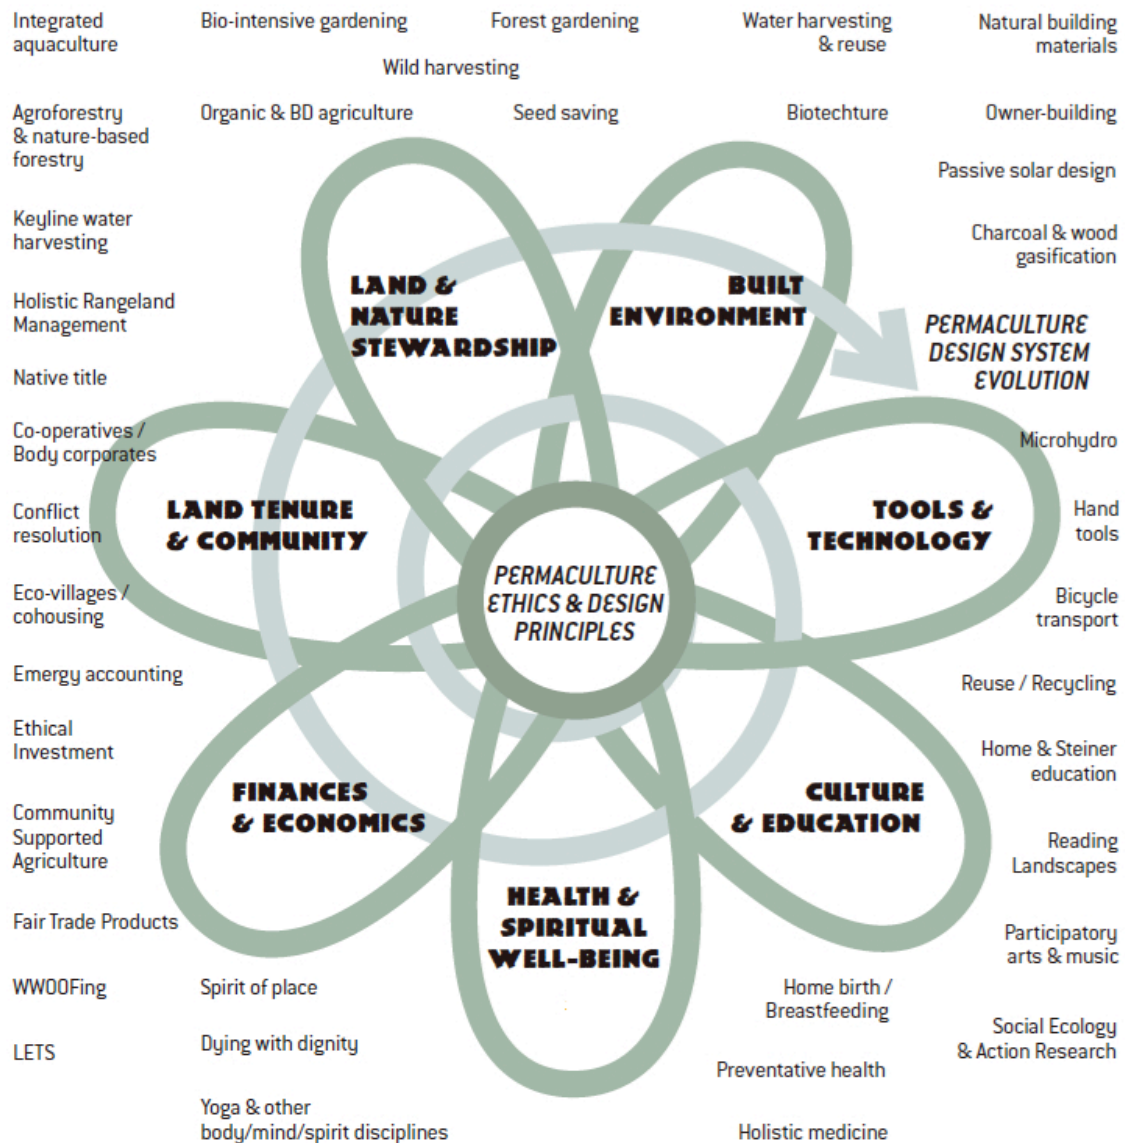 Integrated
aquaculture
Bio-intensive gardening
Forest gardening
Water harvesting
& reuse
Natural building
materials
Wild harvesting
Agroforestry
& nature-based
forestry
Organic & BD agriculture
Seed saving
Biotechture
Owner-building
Passive solar design
Keyline water
harvesting
Charcoal & wood
gasification
Holistic Rangeland
Management
LAND &
NATURE
STEWARDSHIP
BUILT
ENVIRONMENT
PERMACULTURE
DESIGN SYSTEM
EVOLUTION
Native title
Co-operatives /
Body corporates
Microhydro
Conflict
resolution
LAND TENURE
& COMMUNITY
TOOLS &
TECHNOLOGY
Hand
tools
PERMACULTURE
ETHICS & DESIGN
PRINCIPLES
Eco-villages /
cohousing
Bicycle
transport
Emergy accounting
Reuse / Recycling
Ethical
Investment
Home & Steiner
education
FINANCES
& ECONOMICS
CULTURE
& EDUCATION
Community
Supported
Agriculture
Reading
Landscapes
HEALTH &
SPIRITUAL
WELL-BEING
Fair Trade Products
Participatory
arts & music
WWOOFing
Spirit of place
Home birth /
Breastfeeding
LETS
Dying with dignity
Social Ecology
& Action Research
Preventative health
Yoga & other
body/mind/spirit disciplines
Holistic medicine